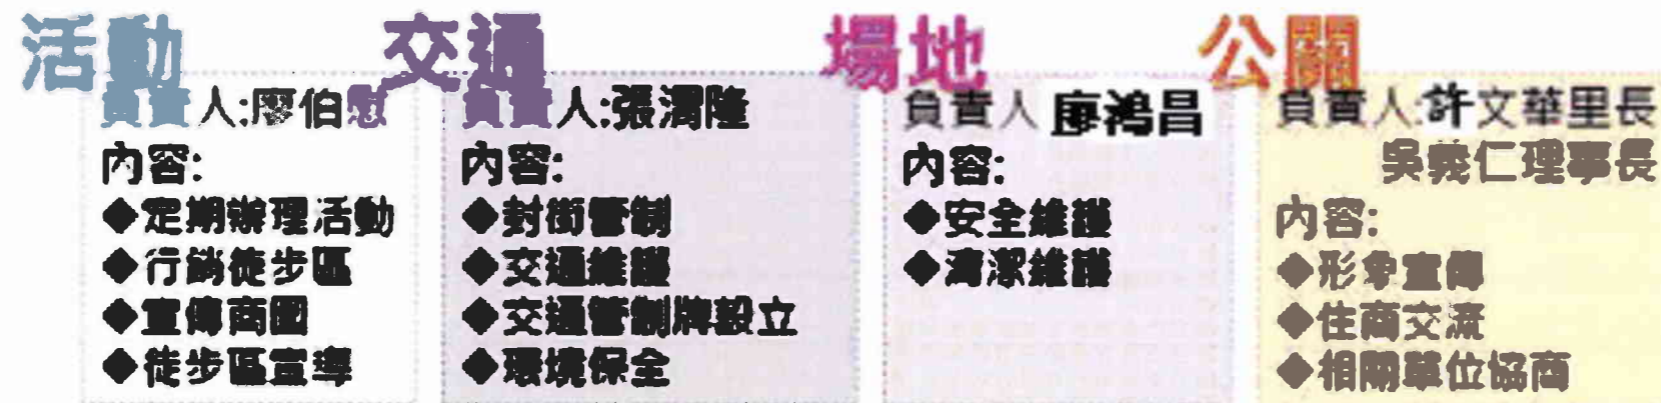 活動
負責人:廖伯慰
內容:
◆定期辦理活動
◆行銷徒步區
◆宣傳商圈
◆徒步區宣導
交通
負責人:張渭隆
內容:
◆封街管制
◆交通維護
◆交通管制牌設立
◆環境保全
場地
負責人 廖鴻昌
內容:
◆安全維護
◆清潔維護
公關
負責人:許文華里長
吳義仁理事長
內容:
◆形象宣傳
◆住商交流
◆相關單位協商